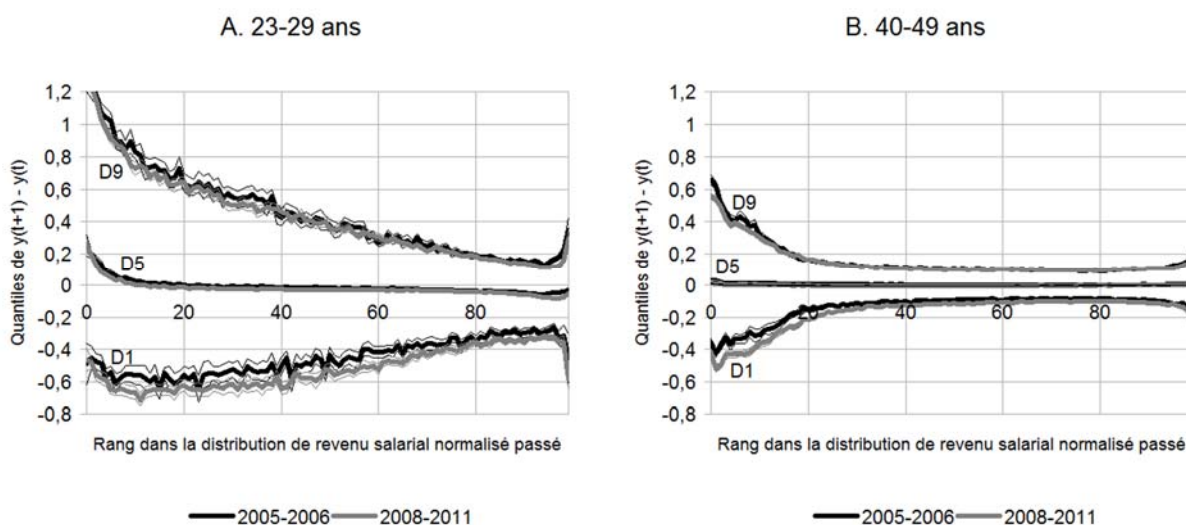 A. 23-29 ans
Quantiles de y(t+1) - y(t)
1,2
1
0,8
0,6
0,4
0,2
0
-0,2
-0,4
-0,6
-0,8
D9
D5
D1
0 20 40 60 80
Rang dans la distribution de revenu salarial normalisé passé
2005-2006 2008-2011
B. 40-49 ans
Quantiles de y(t+1) - y(t)
1,2
1
0,8
0,6
0,4
0,2
0
-0,2
-0,4
-0,6
-0,8
D9
D5
D1
0 20 40 60 80
Rang dans la distribution de revenu salarial normalisé passé
2005-2006 2008-2011